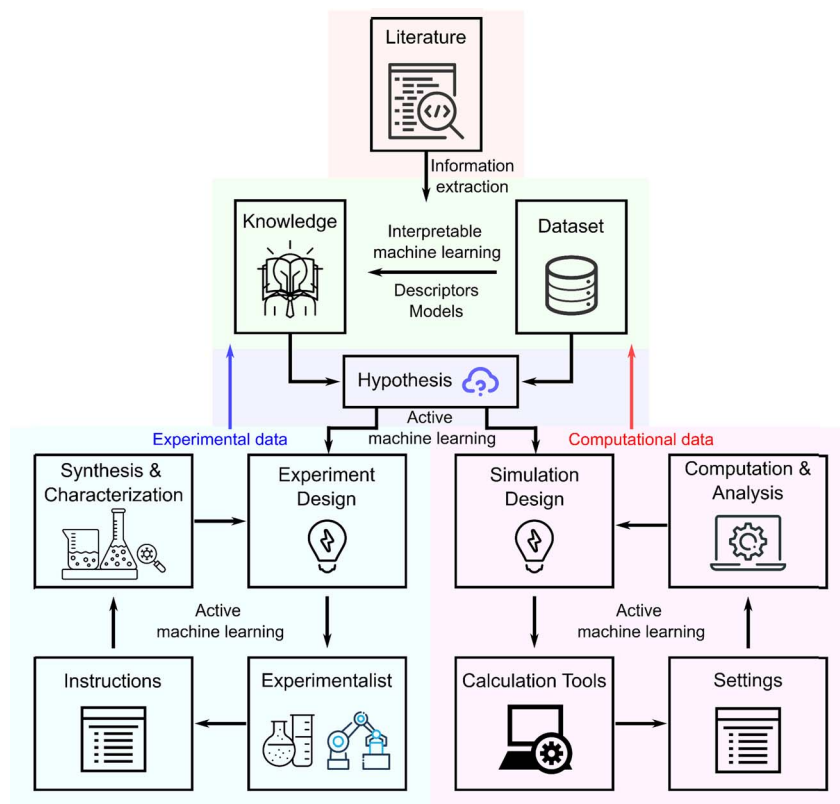 Literature
</>
Information
extraction
Knowledge
Interpretable
machine learning
Descriptors
Models
Dataset
Hypothesis
?
Active
machine learning
Experimental data
Computational data
Synthesis &
Characterization
Experiment
Design
Simulation
Design
Computation &
Analysis
Active
machine learning
Active
machine learning
Instructions
Experimentalist
Calculation Tools
Settings